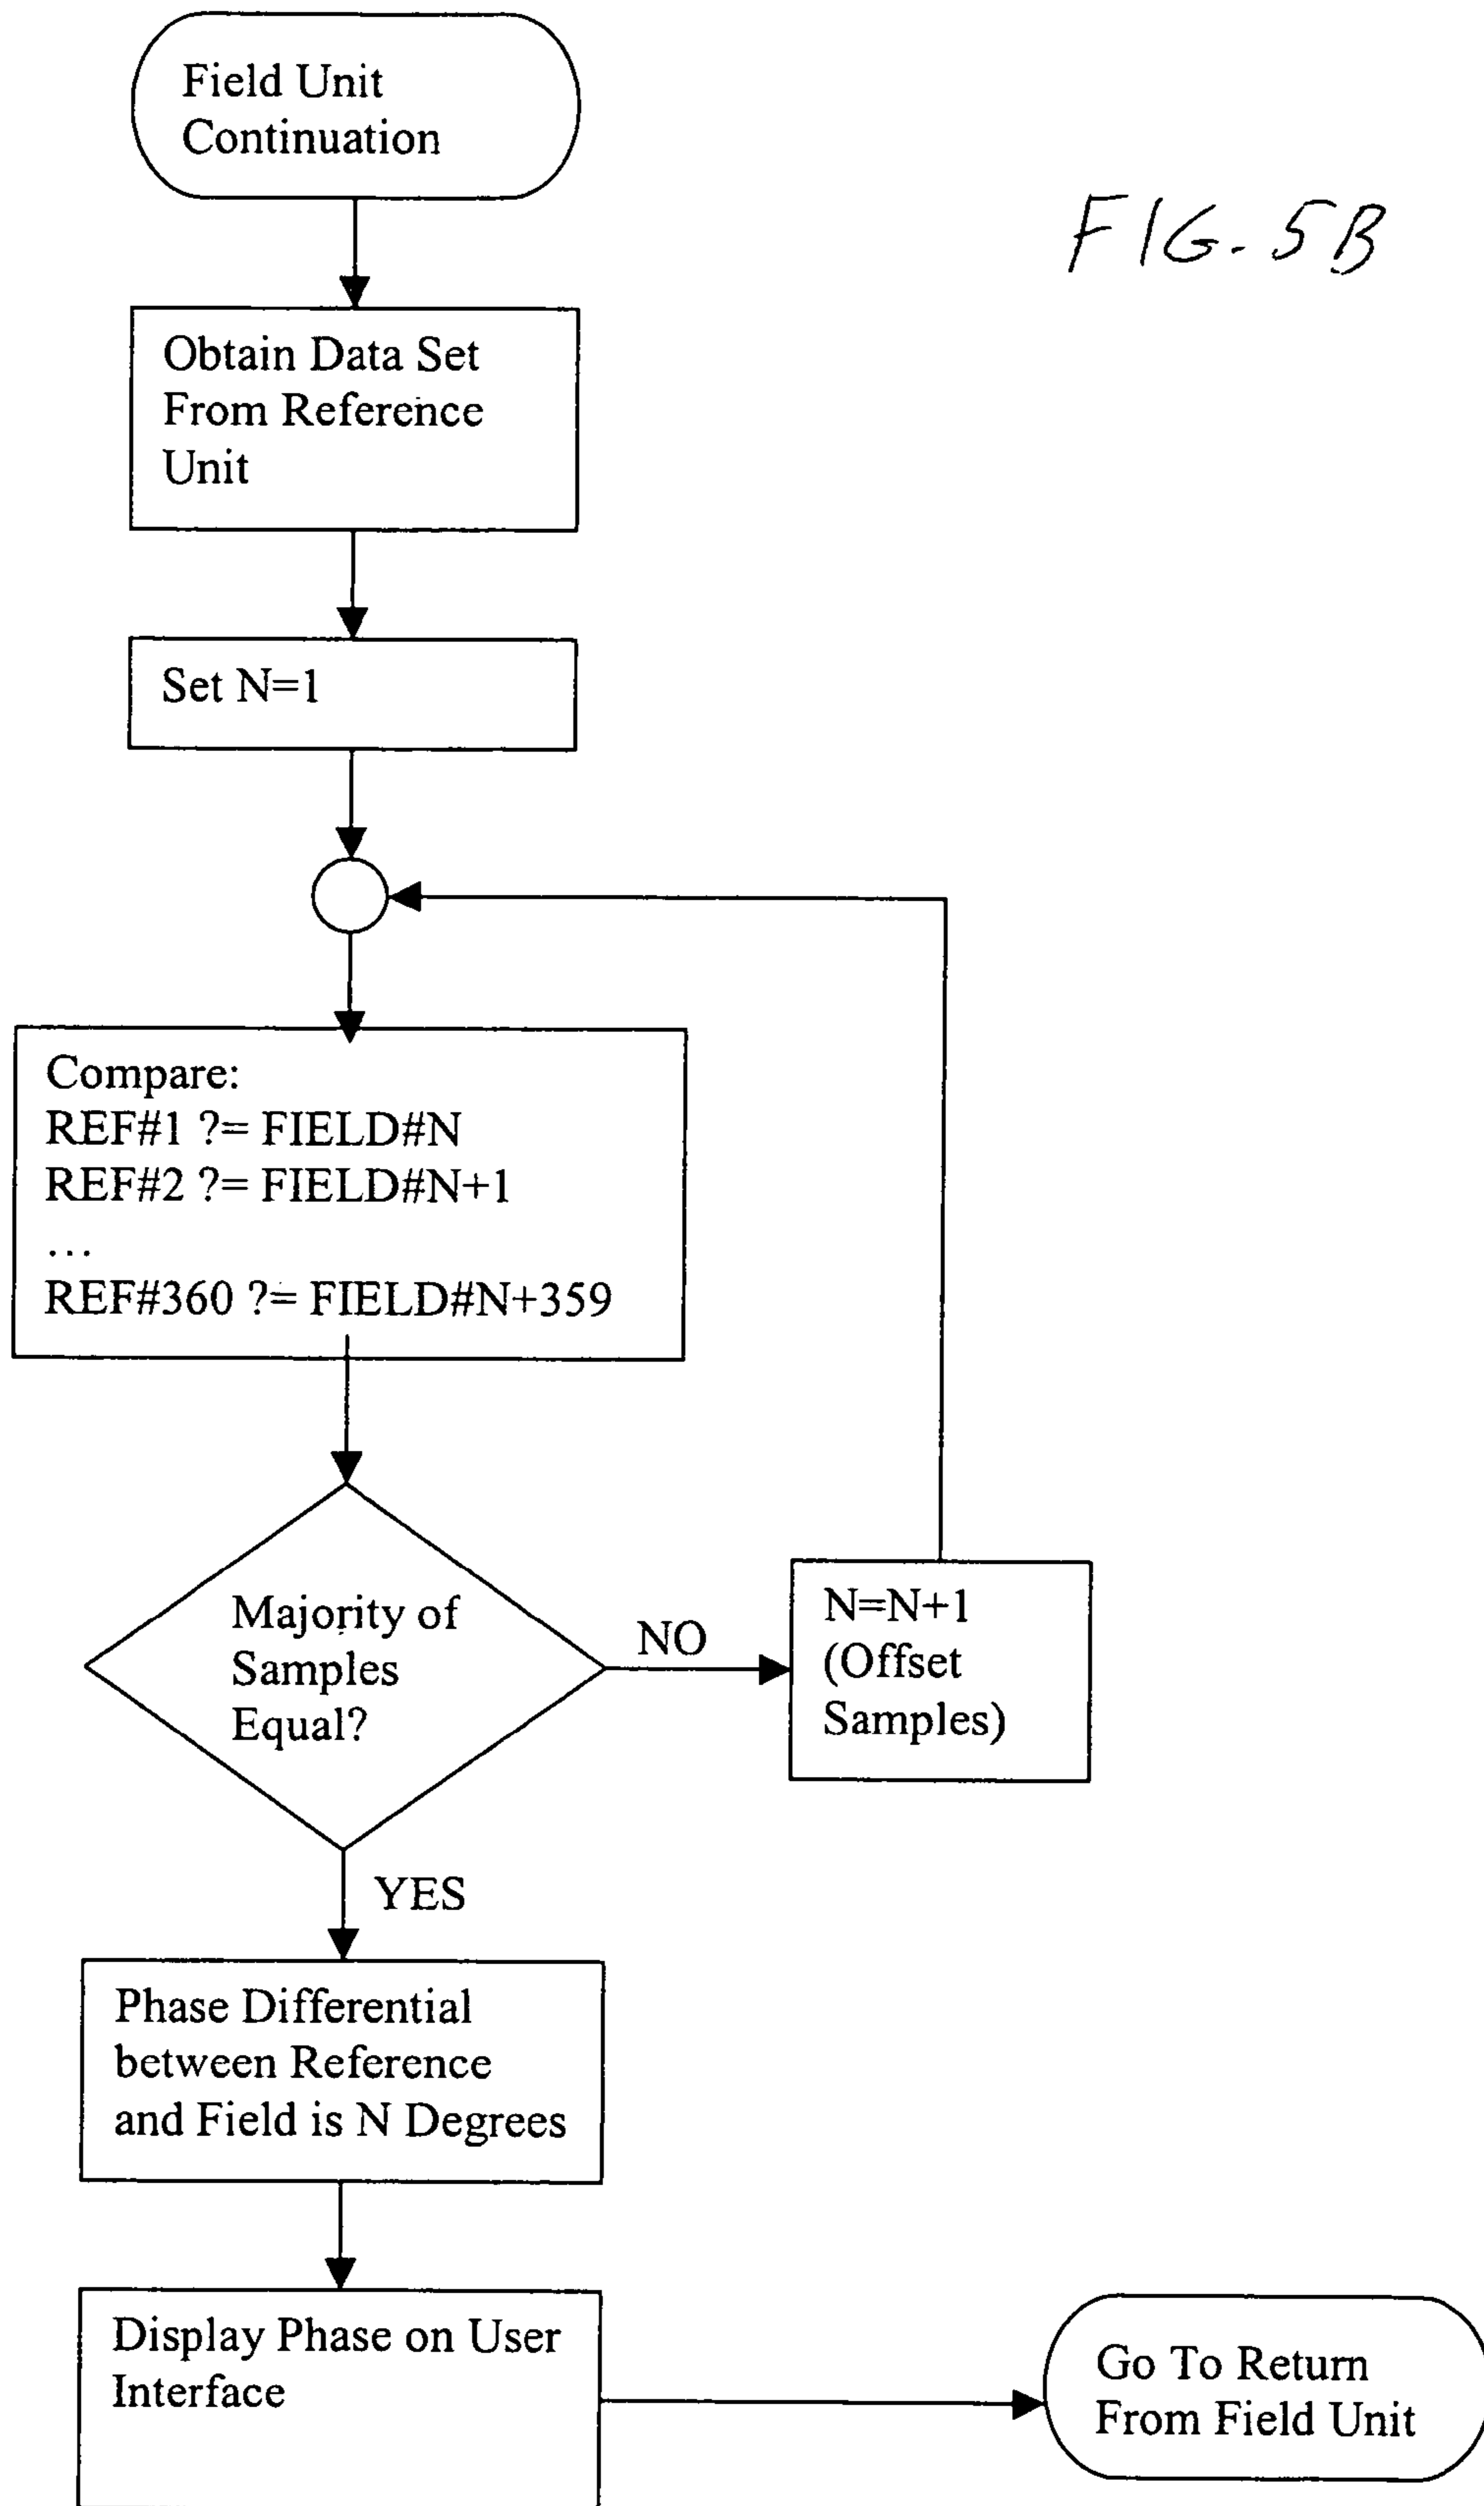 Field Unit
Continuation
FIG. 5B
Obtain Data Set
From Reference
Unit
Set N=1
Compare:
REF#1 ?= FIELD#N
REF#2 ?= FIELD#N+1
...
REF#360 ?= FIELD#N+359
Majority of
Samples
Equal?
NO
N=N+1
(Offset
Samples)
YES
Phase Differential
between Reference
and Field is N Degrees
Display Phase on User
Interface
Go To Return
From Field Unit